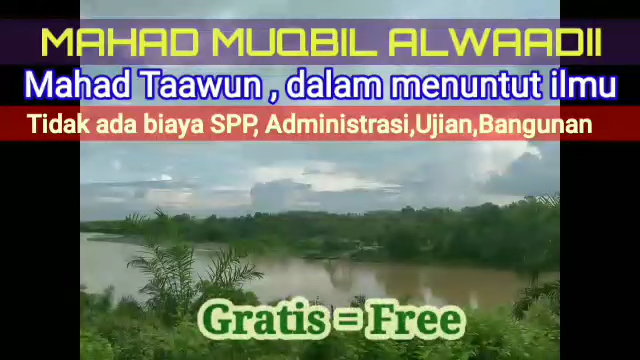 MAHAD MUQBIL ALWAADII
Mahad Taawun , dalam menuntut ilmu
Tidak ada biaya SPP, Administrasi,Ujian,Bangunan
Gratis = Free